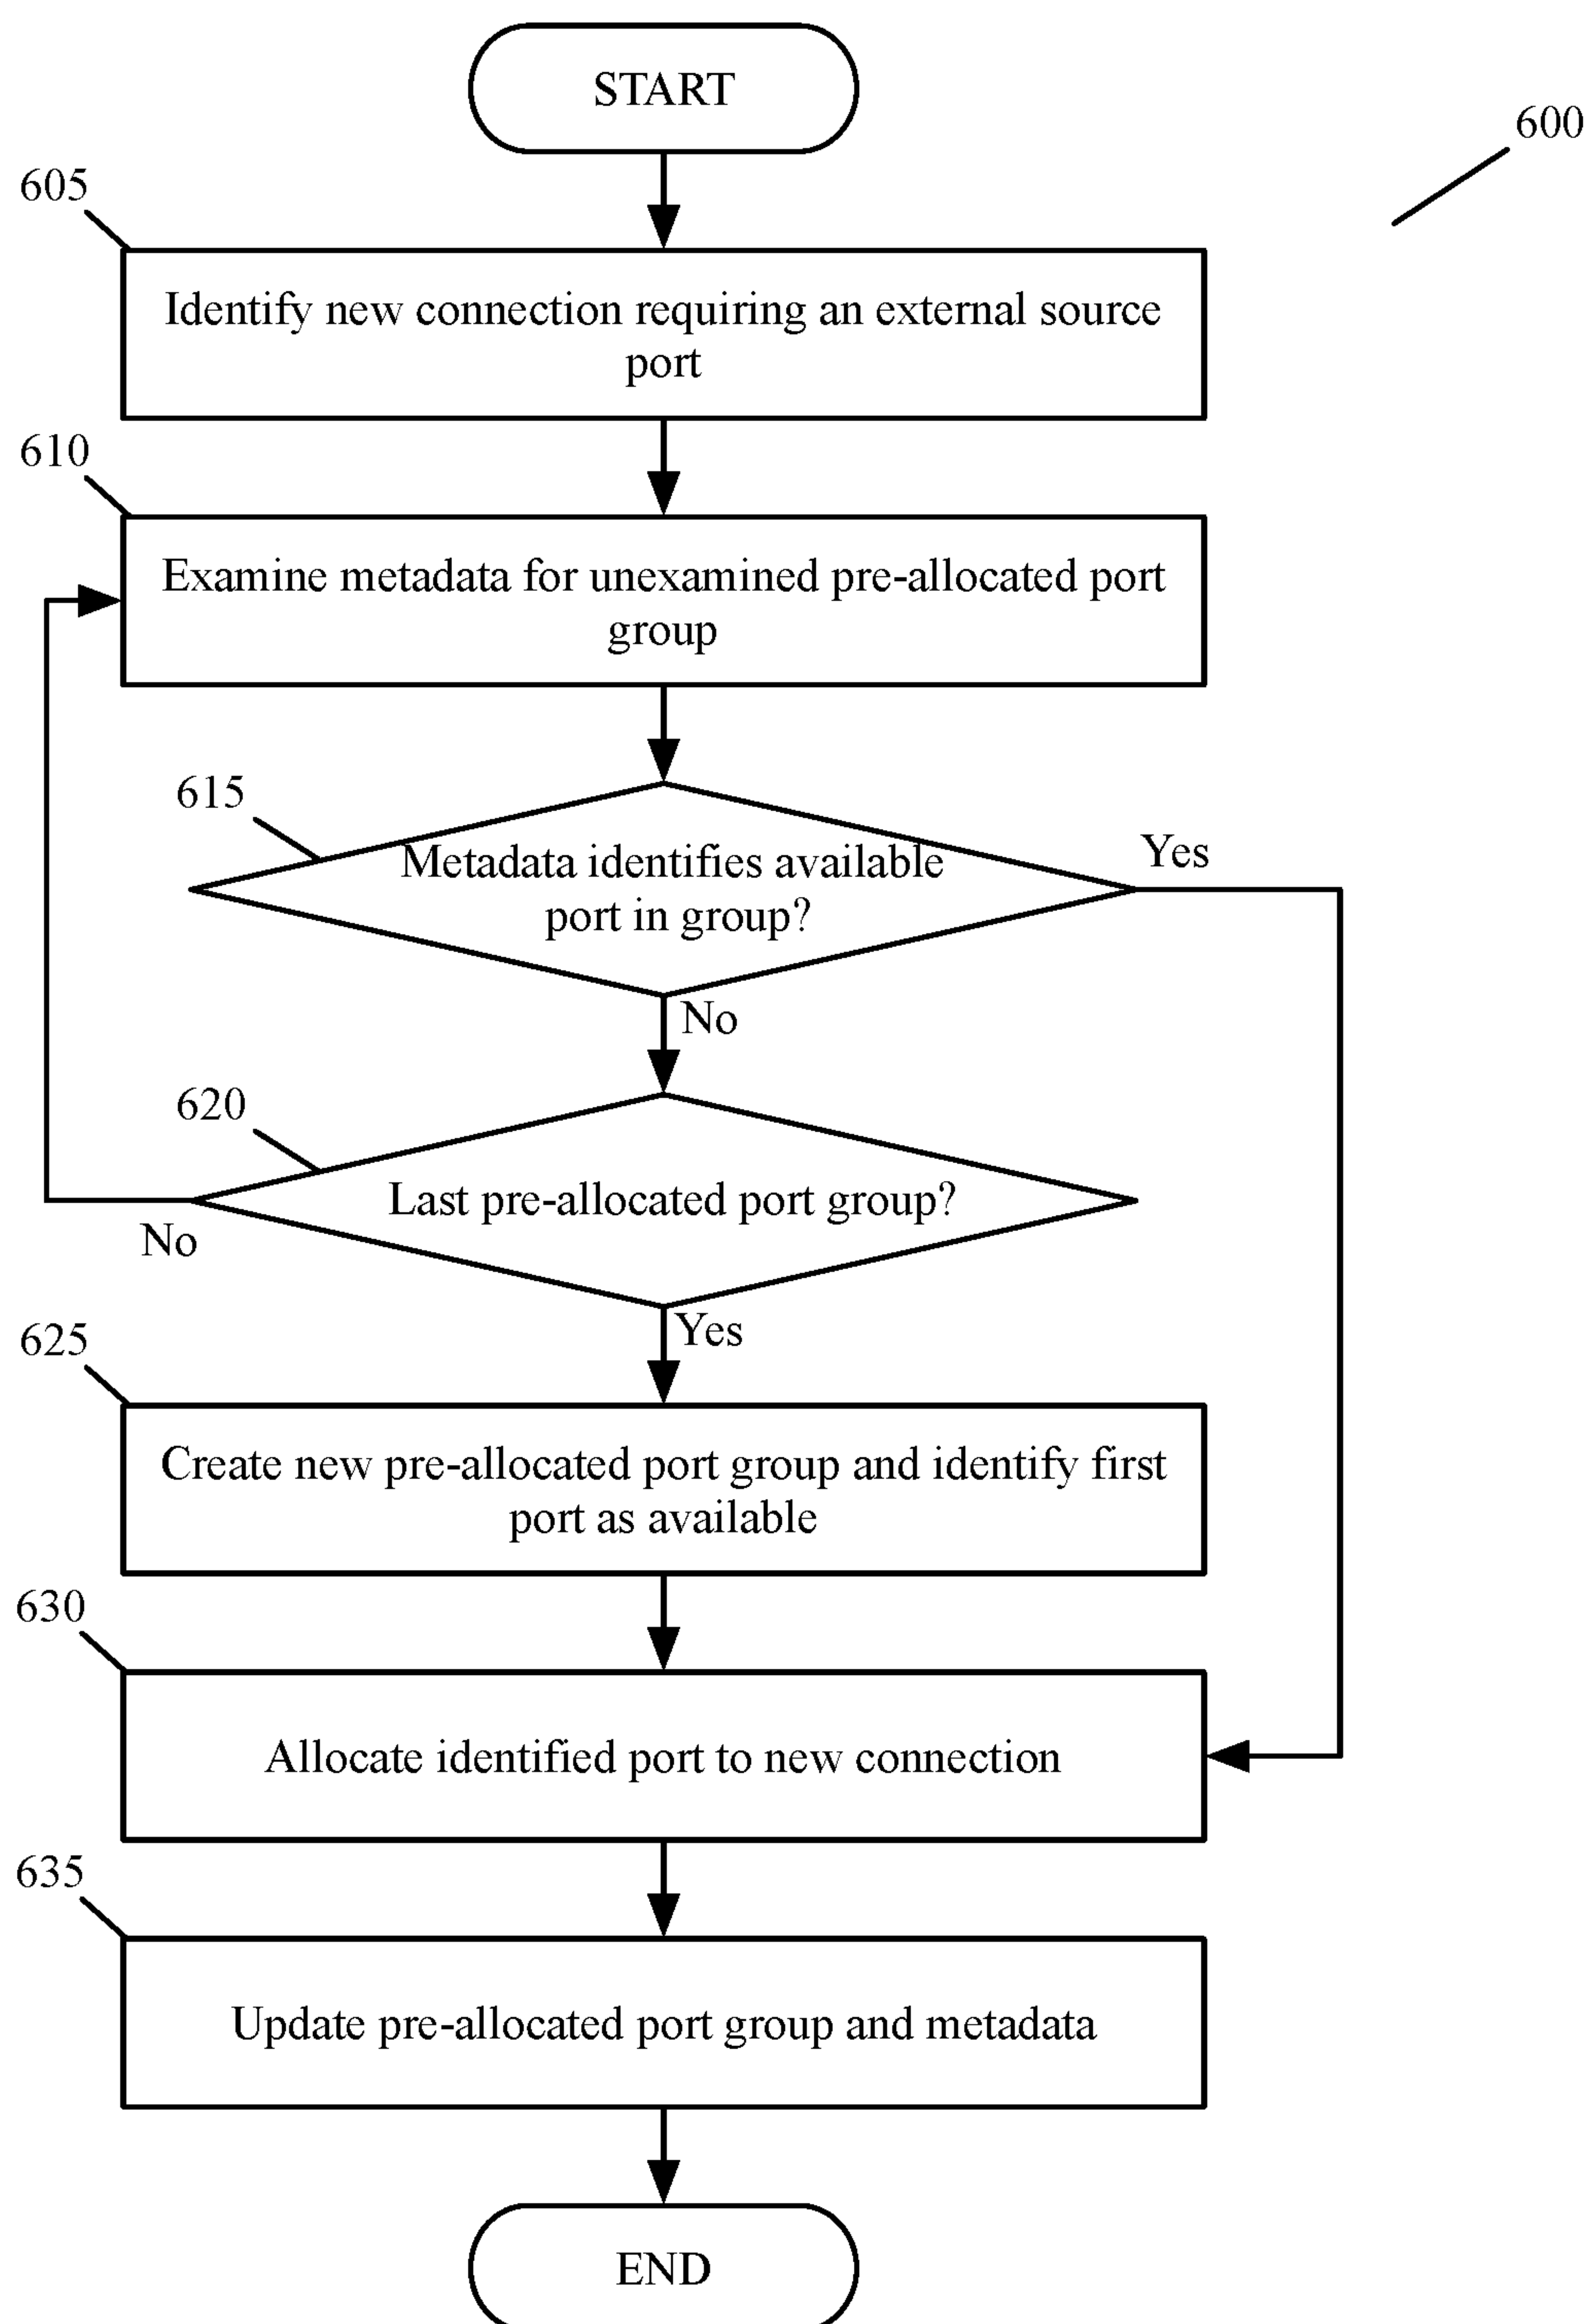 START
600
605
Identify new connection requiring an external source
port
610
Examine metadata for unexamined pre-allocated port
group
615
Metadata identifies available
port in group?
Yes
No
620
Last pre-allocated port group?
No
Yes
625
Create new pre-allocated port group and identify first
port as available
630
Allocate identified port to new connection
635
Update pre-allocated port group and metadata
END